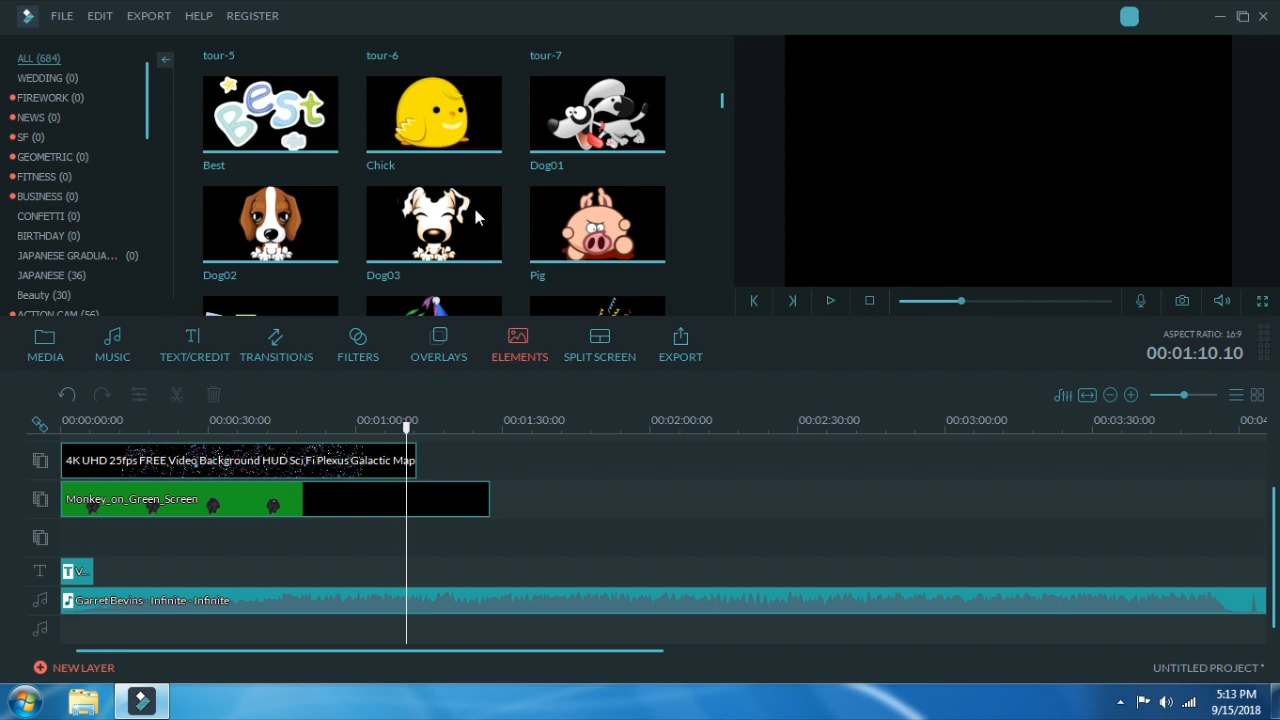 FILE EDIT EXPORT HELP REGISTER
ALL (684)
WEDDING (0)
FIREWORK (0)
NEWS (0)
SF (0)
GEOMETRIC (0)
FITNESS (0)
BUSINESS (0)
CONFETTI (0)
BIRTHDAY (0)
JAPANESE GRADUA... (0)
JAPANESE (36)
Beauty (30)
ACTION CAM (56)
tour-5 tour-6 tour-7
Best
Best Chick Dog01
Dog02 Dog03 Pig
MEDIA MUSIC TEXT/CREDIT TRANSITIONS FILTERS OVERLAYS ELEMENTS SPLIT SCREEN EXPORT
ASPECT RATIO: 16:9
00:01:10.10
00:00:00:00 00:00:30:00 00:01:00:00 00:01:30:00 00:02:00:00 00:02:30:00 00:03:00:00 00:03:30:00 00:04
4K UHD 25fps FREE Video Background HUD Sci Fi Plexus Galactic Map
Monkey_on_Green_Screen
T
T V...
Garret Bevins - Infinite - Infinite
NEW LAYER
UNTITLED PROJECT *
5:13 PM
9/15/2018